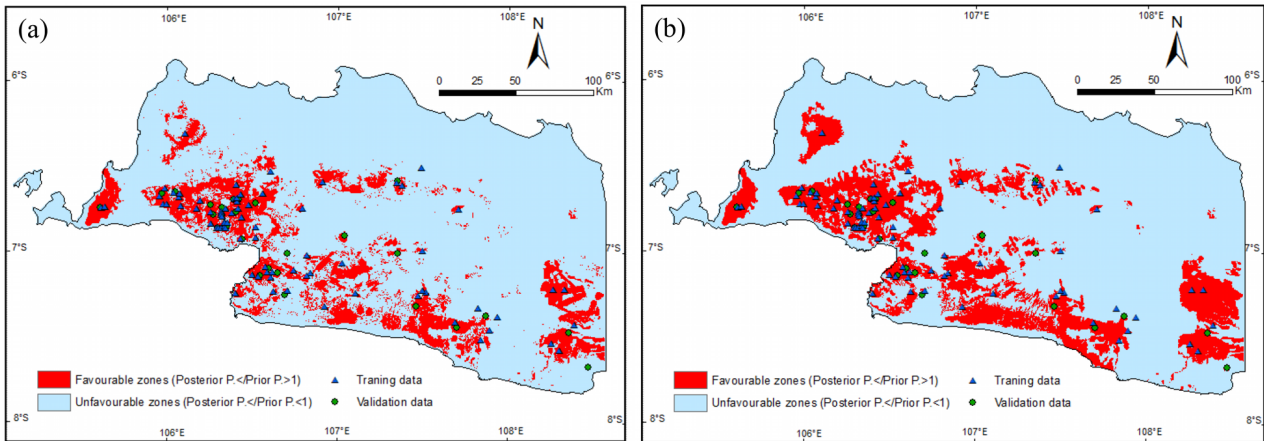 (a)
106°E
107°E
108°E
N
6°S
6°S
0 25 50 100
Km
7°S
7°S
Favourable zones (Posterior P.</Prior P.>1)
Traning data
Unfavourable zones (Posterior P.</Prior P.<1)
Validation data
8°S
8°S
106°E
107°E
108°E
(b)
106°E
107°E
108°E
N
6°S
6°S
0 25 50 100
Km
7°S
7°S
Favourable zones (Posterior P.</Prior P.>1)
Traning data
Unfavourable zones (Posterior P.</Prior P.<1)
Validation data
8°S
8°S
106°E
107°E
108°E